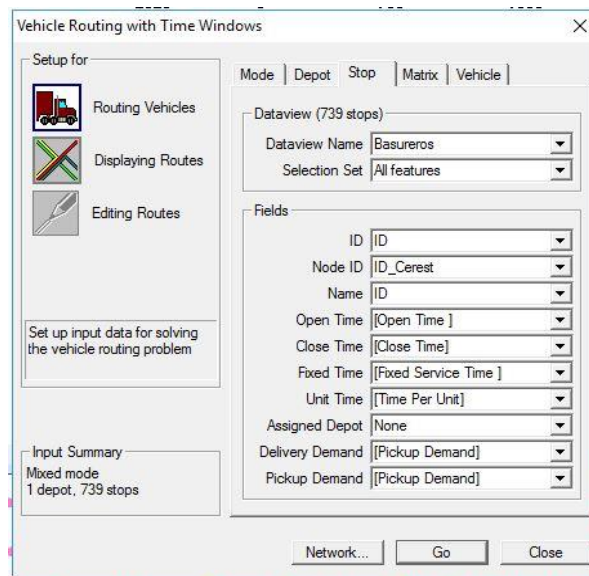 Vehicle Routing with Time Windows
Setup for
Routing Vehicles
Displaying Routes
Editing Routes
Set up input data for solving
the vehicle routing problem
Input Summary
Mixed mode
1 depot, 739 stops
Mode Depot Stop Matrix Vehicle
Dataview (739 stops)
Dataview Name Basureros
Selection Set All features
Fields
ID ID
Node ID ID_Cerest
Name ID
Open Time [Open Time ]
Close Time [Close Time]
Fixed Time [Fixed Service Time ]
Unit Time [Time Per Unit]
Assigned Depot None
Delivery Demand [Pickup Demand]
Pickup Demand [Pickup Demand]
Network... Go Close